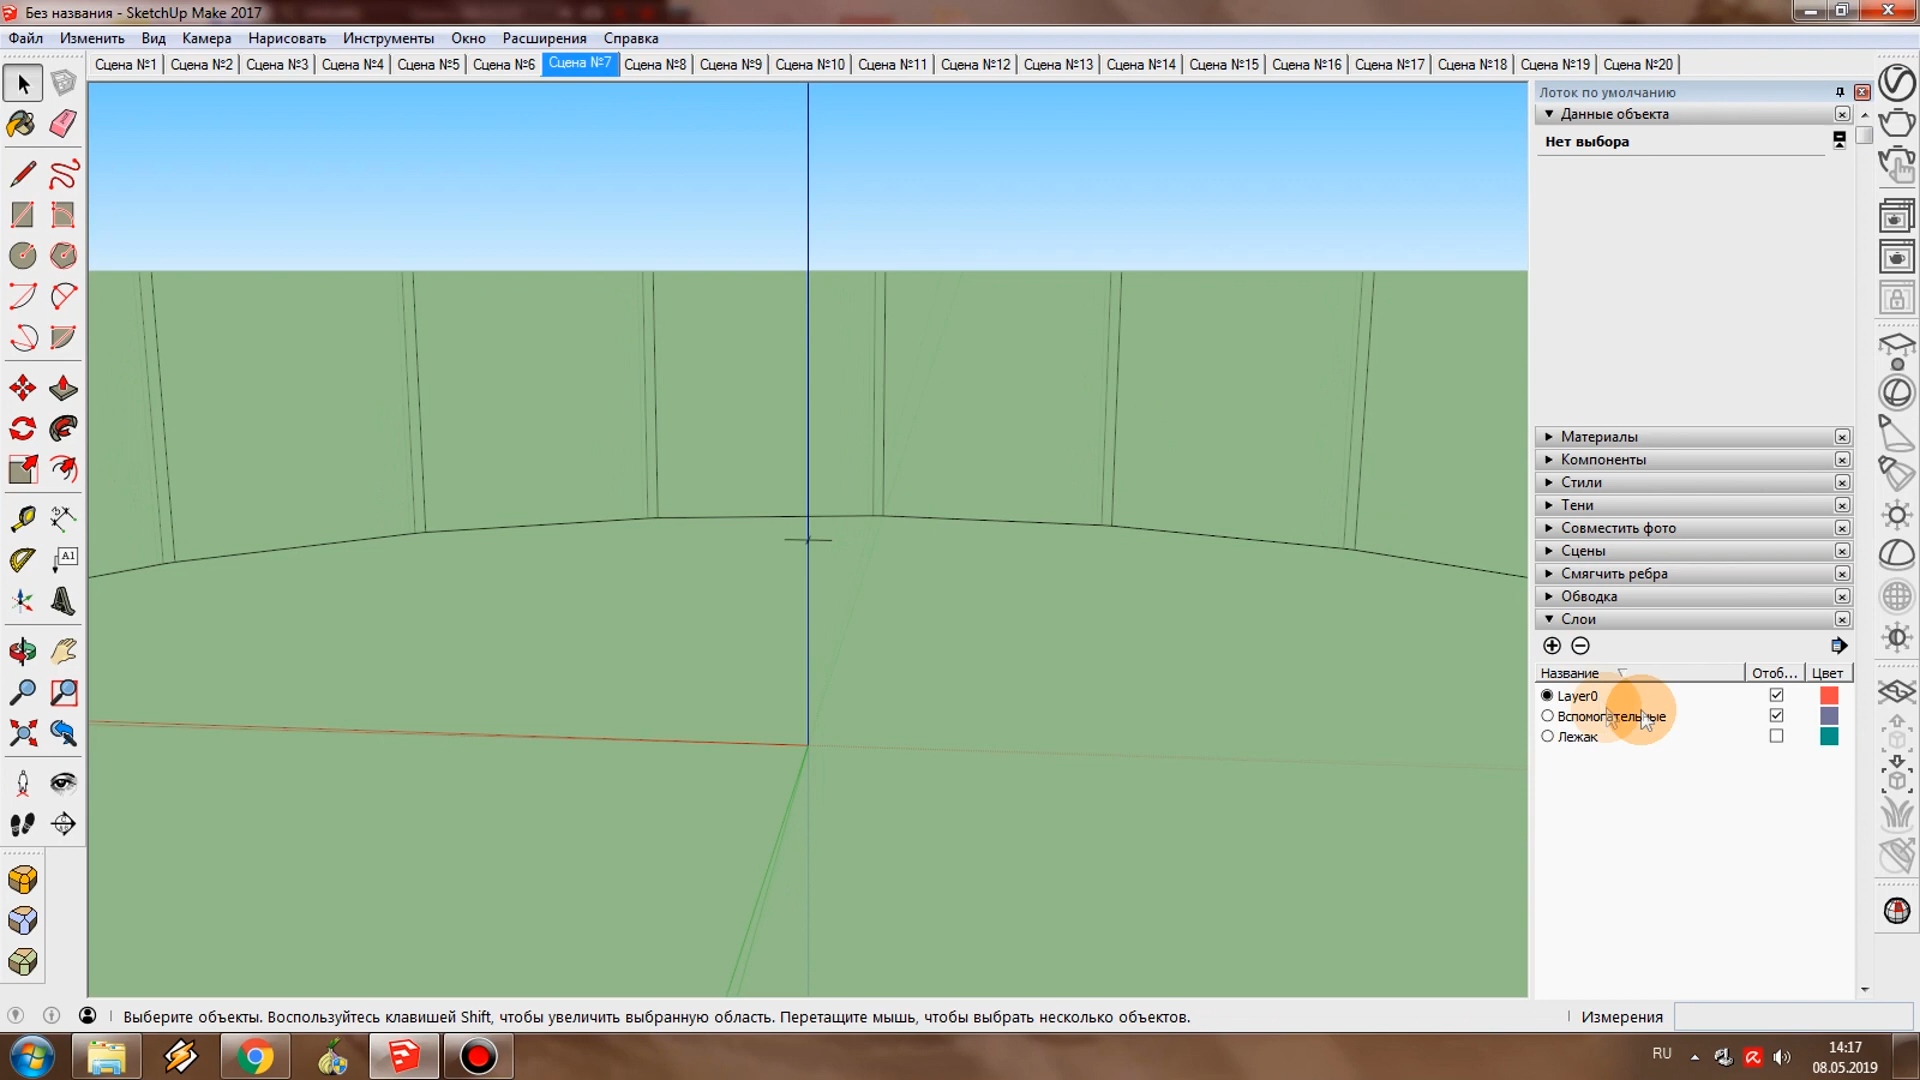 Без названия - SketchUp Make 2017
Файл Изменить Вид Камера Нарисовать Инструменты Окно Расширения Справка
Сцена №1 Сцена №2 Сцена №3 Сцена №4 Сцена №5 Сцена №6 Сцена №7 Сцена №8 Сцена №9 Сцена №10 Сцена №11 Сцена №12 Сцена №13 Сцена №14 Сцена №15 Сцена №16 Сцена №17 Сцена №18 Сцена №19 Сцена №20
Лоток по умолчанию
Данные объекта
Нет выбора
Материалы
Компоненты
Стили
Тени
Совместить фото
Сцены
Смягчить ребра
Обводка
Слои
Название Отоб... Цвет
Layer0
Вспомогательные
Лежак
A1
Выберите объекты. Воспользуйтесь клавишей Shift, чтобы увеличить выбранную область. Перетащите мышь, чтобы выбрать несколько объектов.
Измерения
RU
14:17
08.05.2019